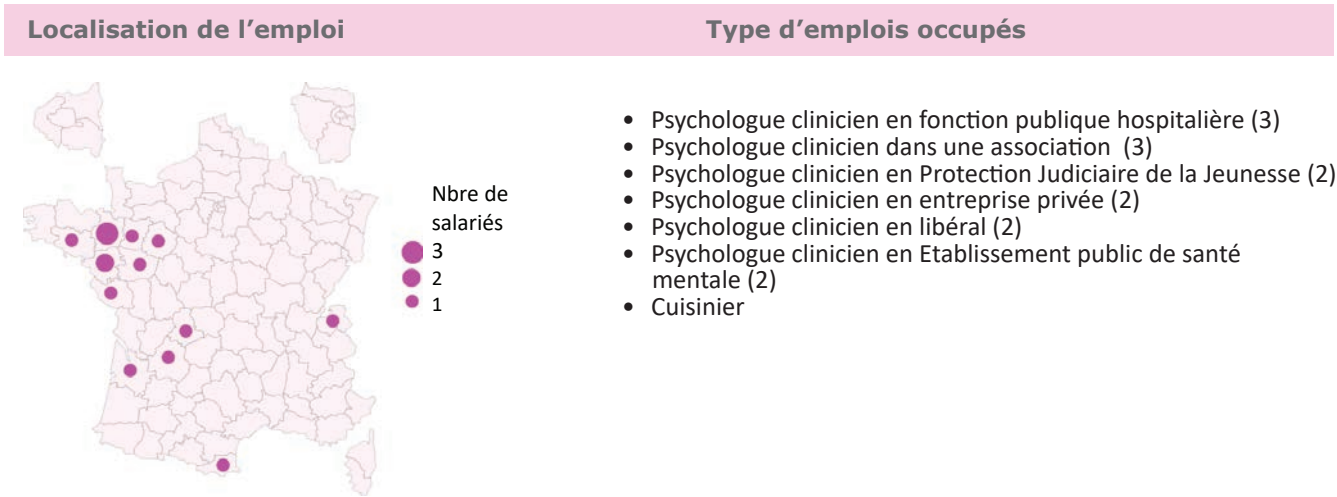 Localisation de l’emploi
Type d’emplois occupés
Nbre de
salariés
3
2
1
• Psychologue clinicien en fonction publique hospitalière (3)
• Psychologue clinicien dans une association (3)
• Psychologue clinicien en Protection Judiciaire de la Jeunesse (2)
• Psychologue clinicien en entreprise privée (2)
• Psychologue clinicien en libéral (2)
• Psychologue clinicien en Etablissement public de santé
mentale (2)
• Cuisinier